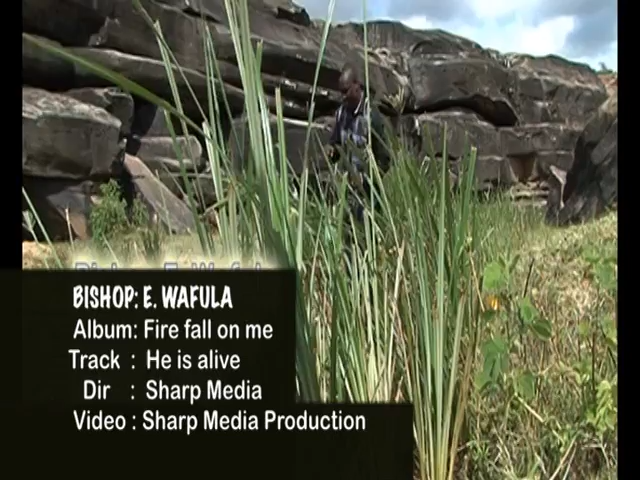 BISHOP: E. WAFULA
Album: Fire fall on me
Track : He is alive
Dir : Sharp Media
Video : Sharp Media Production